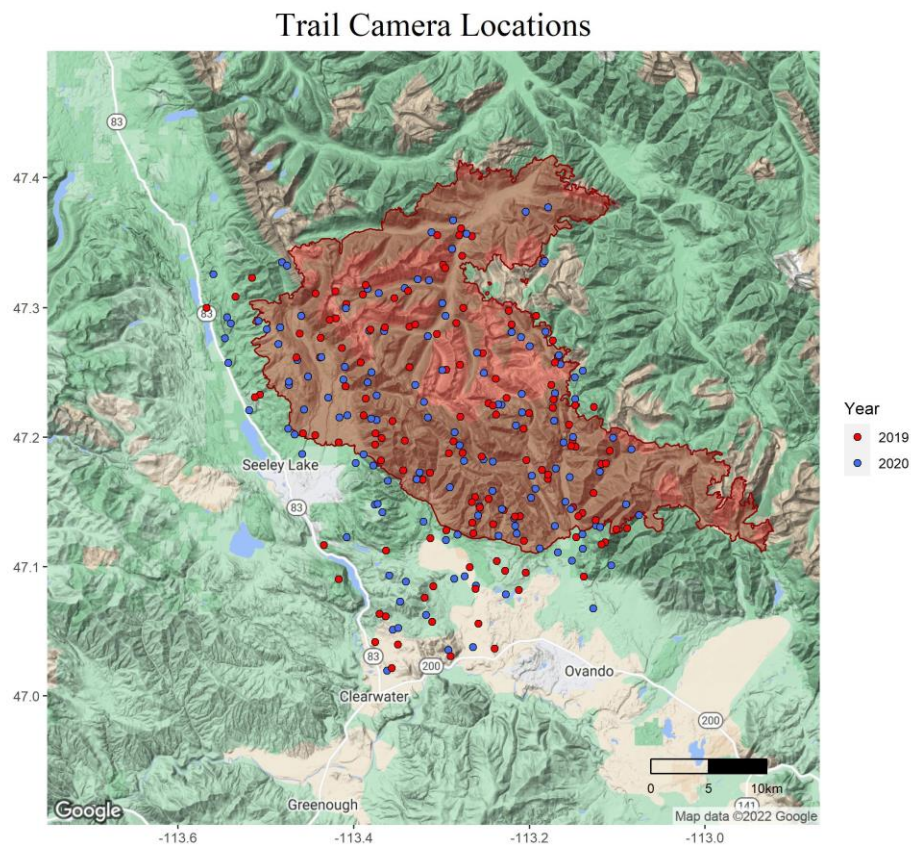 Trail Camera Locations
47.4
47.3
47.2
47.1
47.0
83
83
Seeley Lake
83
83
200
Ovando
Clearwater
200
Greenough
141
0 5 10km
Google
Map data ©2022 Google
-113.6 -113.4 -113.2 -113.0
Year
2019
2020